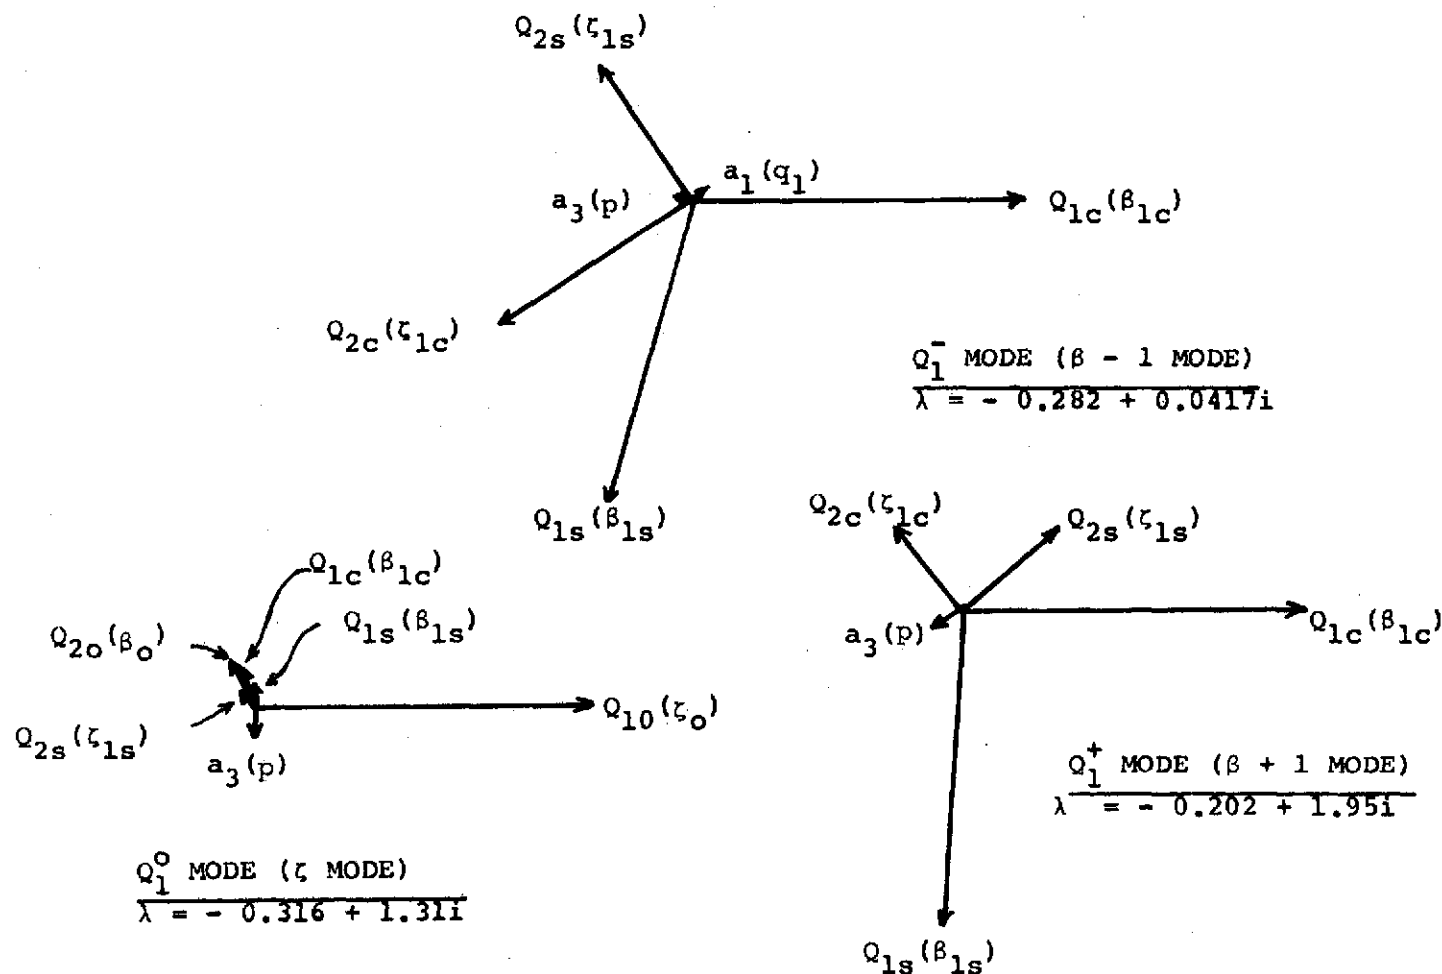 Q₂ₛ(ζ₁ₛ)
a₁(q₁)
a₃(p)
Q₁c(β₁c)
Q₂c(ζ₁c)
Q₁⁻ MODE (β - 1 MODE)
λ = - 0.282 + 0.0417i
Q₁ₛ(β₁ₛ)
Q₂c(ζ₁c)
Q₂ₛ(ζ₁ₛ)
Q₁c(β₁c)
a₃(p)
Q₁ₛ(β₁ₛ)
Q₁⁺ MODE (β + 1 MODE)
λ = - 0.202 + 1.95i
Q₁c(β₁c)
Q₁ₛ(β₁ₛ)
Q₂ₒ(βₒ)
Q₁₀(ζₒ)
Q₂ₛ(ζ₁ₛ)
a₃(p)
Q₁⁰ MODE (ζ MODE)
λ = - 0.316 + 1.31i